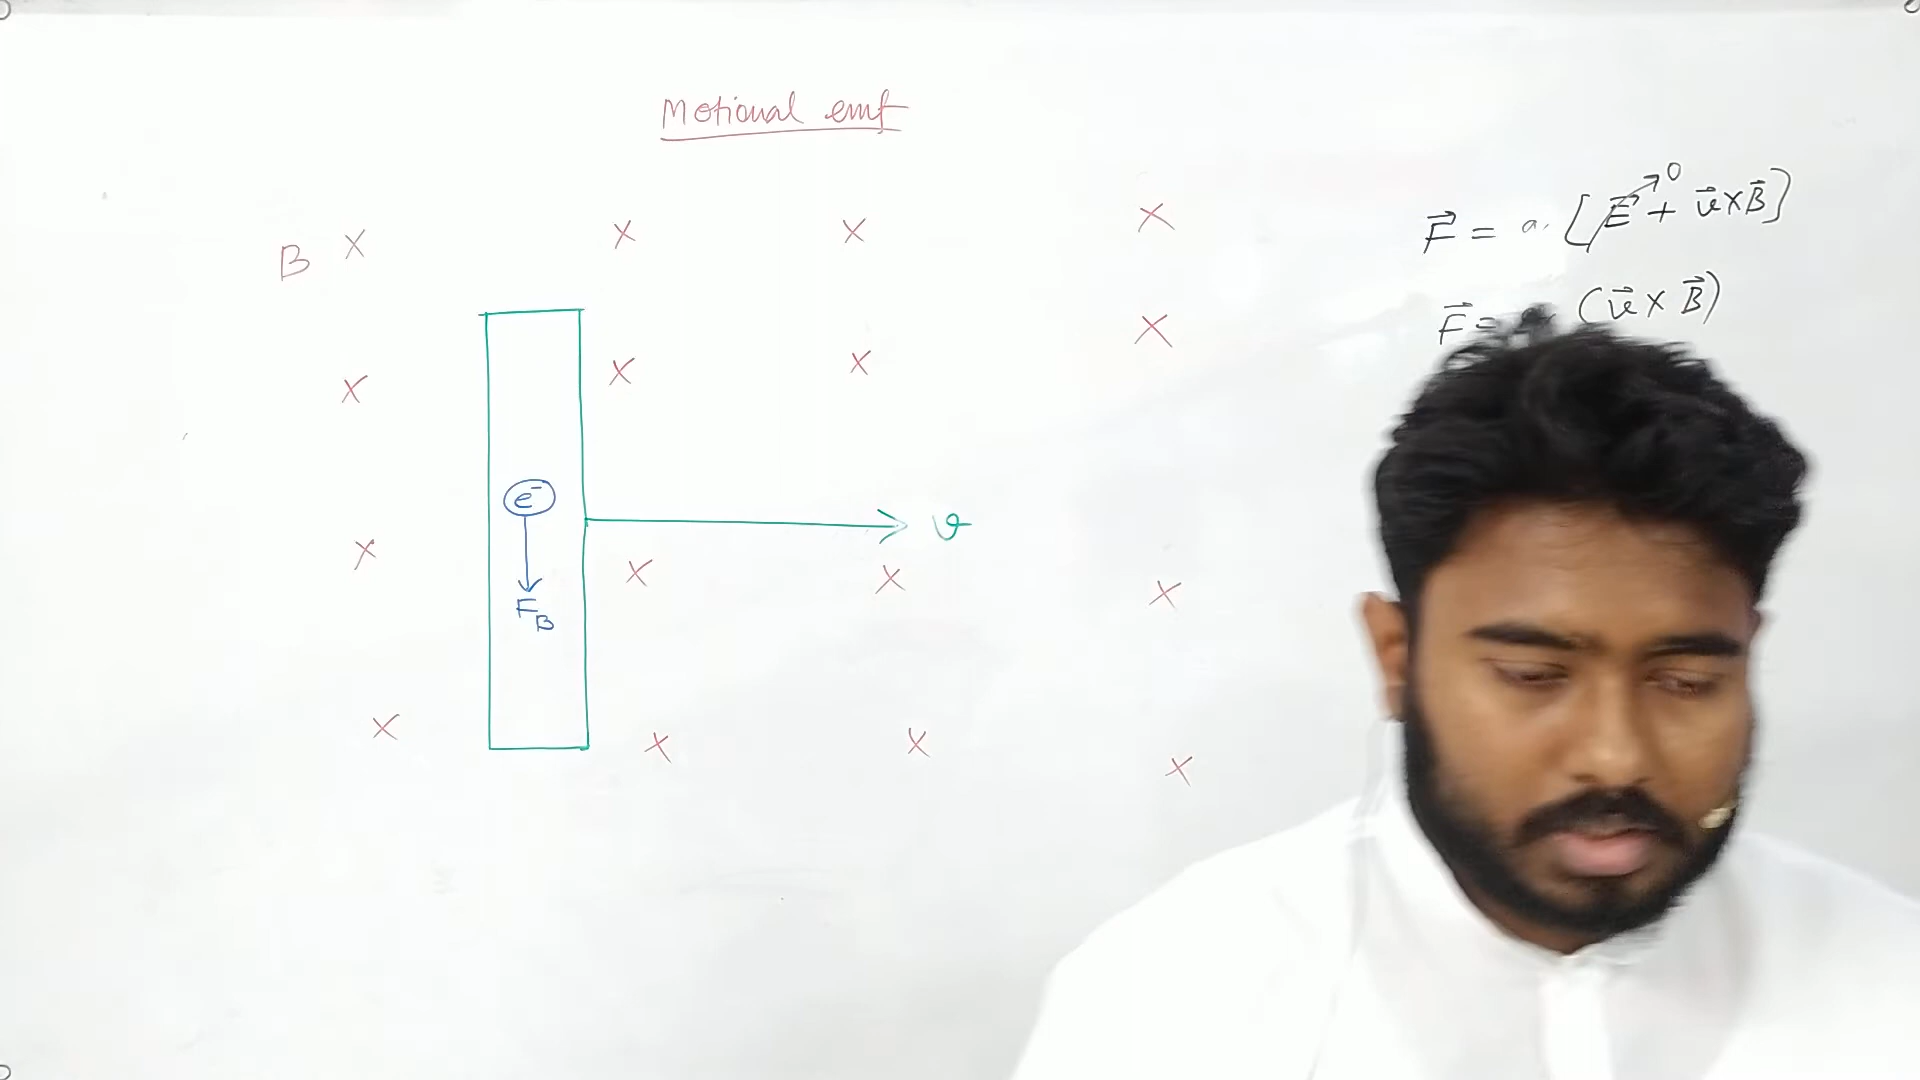 Motional emf
B X X X X
F⃗ = q [E⃗ → 0 + v⃗ X B⃗]
F⃗ = (v⃗ X B⃗)
X X X X
e⁻
v
F_B
X X X X
X X X X